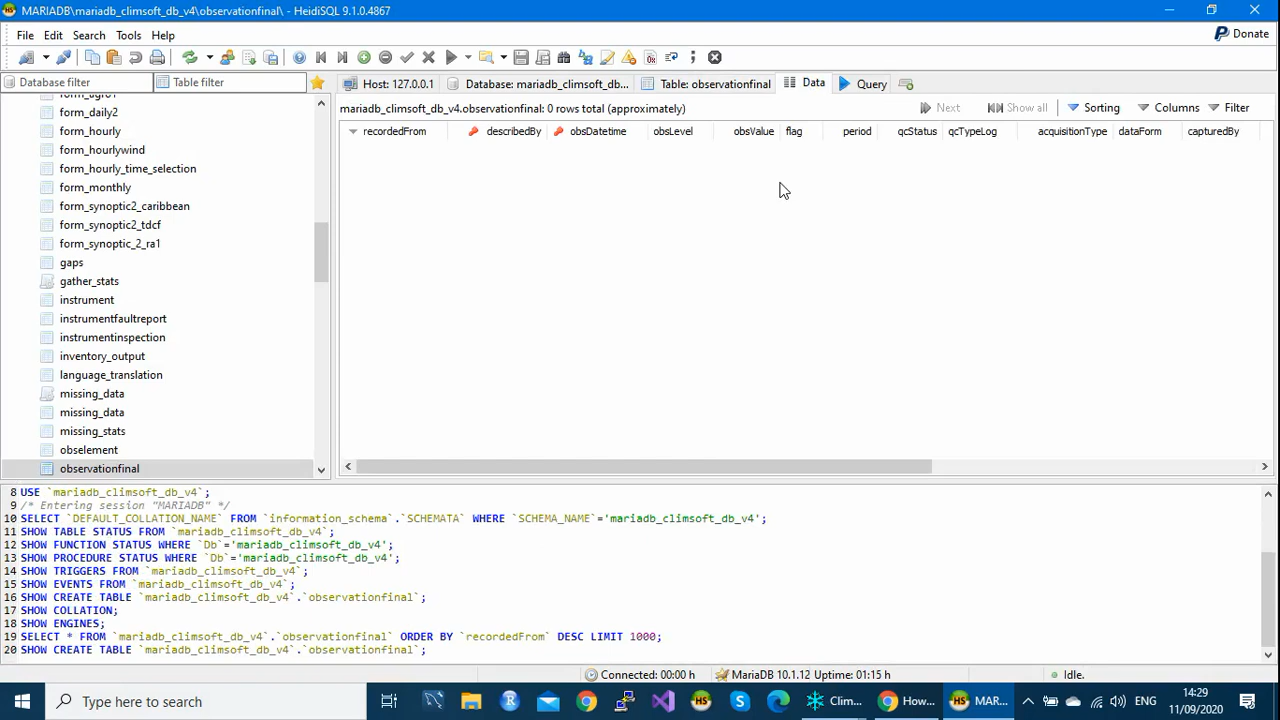 MARIADB\mariadb_climsoft_db_v4\observationfinal\ - HeidiSQL 9.1.0.4867
File Edit Search Tools Help
Donate
Database filter Table filter
Host: 127.0.0.1 Database: mariadb_climsoft_db... Table: observationfinal Data Query
mariadb_climsoft_db_v4.observationfinal: 0 rows total (approximately) Next Show all Sorting Columns Filter
recordedFrom describedBy obsDatetime obsLevel obsValue flag period qcStatus qcTypeLog acquisitionType dataForm capturedBy
form_daily2
form_hourly
form_hourlywind
form_hourly_time_selection
form_monthly
form_synoptic2_caribbean
form_synoptic2_tdcf
form_synoptic_2_ra1
gaps
gather_stats
instrument
instrumentfaultreport
instrumentinspection
inventory_output
language_translation
missing_data
missing_data
missing_stats
obselement
observationfinal
8 USE `mariadb_climsoft_db_v4`;
9 /* Entering session "MARIADB" */
10 SELECT `DEFAULT_COLLATION_NAME` FROM `information_schema`.`SCHEMATA` WHERE `SCHEMA_NAME`='mariadb_climsoft_db_v4';
11 SHOW TABLE STATUS FROM `mariadb_climsoft_db_v4`;
12 SHOW FUNCTION STATUS WHERE `Db`='mariadb_climsoft_db_v4';
13 SHOW PROCEDURE STATUS WHERE `Db`='mariadb_climsoft_db_v4';
14 SHOW TRIGGERS FROM `mariadb_climsoft_db_v4`;
15 SHOW EVENTS FROM `mariadb_climsoft_db_v4`;
16 SHOW CREATE TABLE `mariadb_climsoft_db_v4`.`observationfinal`;
17 SHOW COLLATION;
18 SHOW ENGINES;
19 SELECT * FROM `mariadb_climsoft_db_v4`.`observationfinal` ORDER BY `recordedFrom` DESC LIMIT 1000;
20 SHOW CREATE TABLE `mariadb_climsoft_db_v4`.`observationfinal`;
Connected: 00:00 h MariaDB 10.1.12 Uptime: 01:15 h Idle.
Type here to search Clim... How... MAR... ENG 14:29
11/09/2020